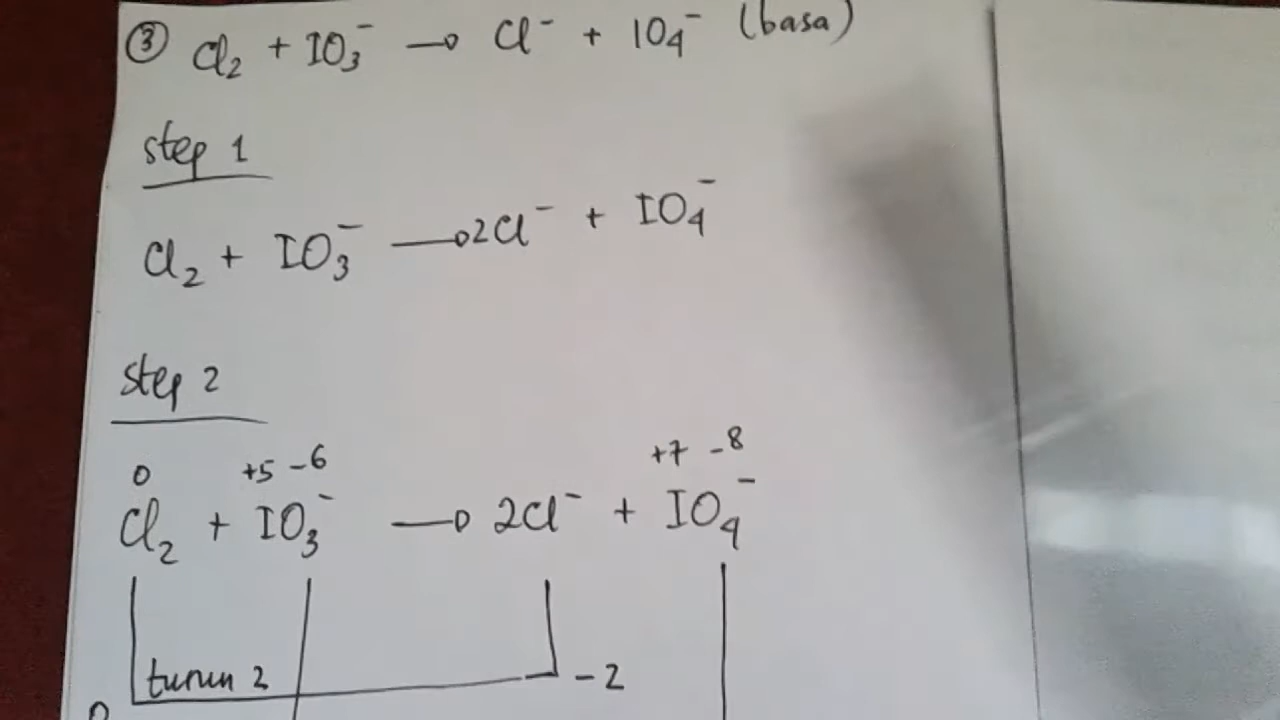 ③ Cl₂ + IO₃⁻ → Cl⁻ + IO₄⁻ (basa)
step 1
Cl₂ + IO₃⁻ → 2Cl⁻ + IO₄⁻
step 2
0 +5 -6 +7 -8
Cl₂ + IO₃⁻ → 2Cl⁻ + IO₄⁻
turun 2 -2